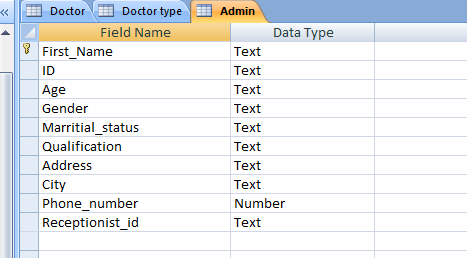 Doctor Doctor type Admin
Field Name Data Type
First_Name Text
ID Text
Age Text
Gender Text
Marritial_status Text
Qualification Text
Address Text
City Text
Phone_number Number
Receptionist_id Text